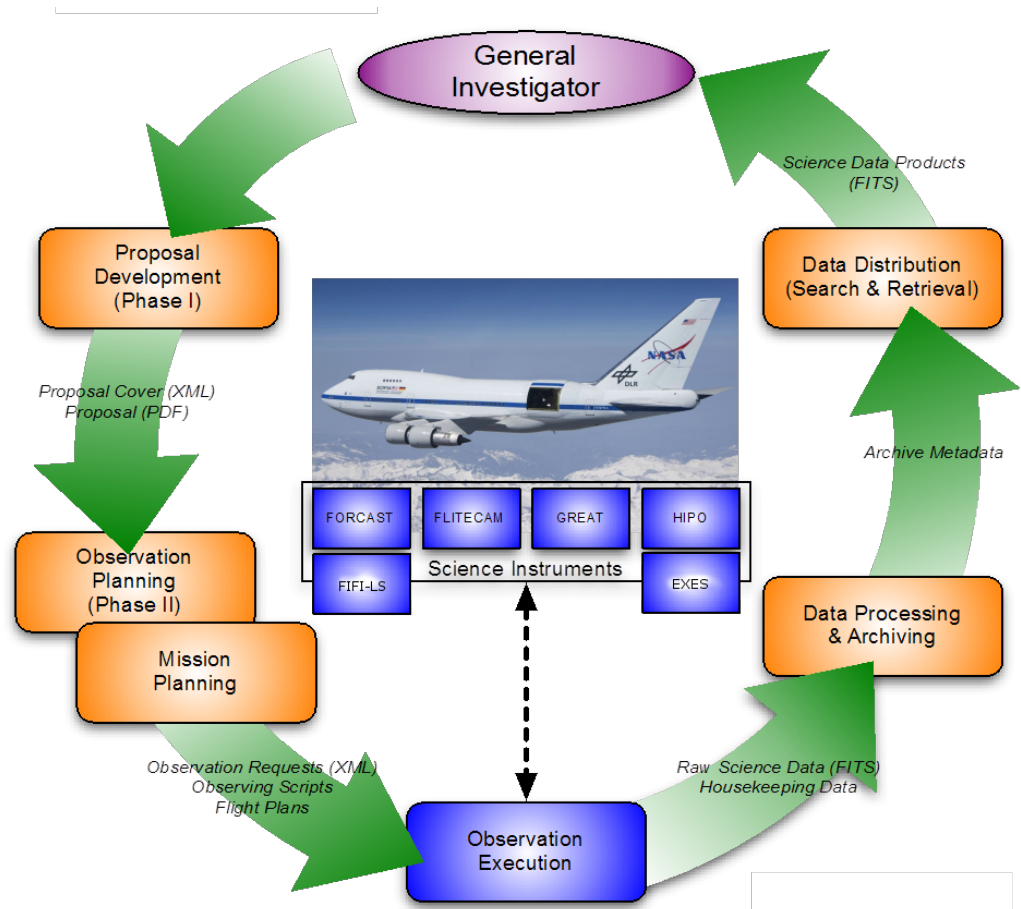 General
Investigator
Science Data Products
(FITS)
Proposal
Development
(Phase I)
Data Distribution
(Search & Retrieval)
NASA
DLR
Proposal Cover (XML)
Proposal (PDF)
Archive Metadata
FORCAST
FLITECAM
GREAT
HIPO
Science Instruments
FIFI-LS
EXES
Observation
Planning
(Phase II)
Data Processing
& Archiving
Mission
Planning
Observation Requests (XML)
Observing Scripts
Flight Plans
Raw Science Data (FITS)
Housekeeping Data
Observation
Execution